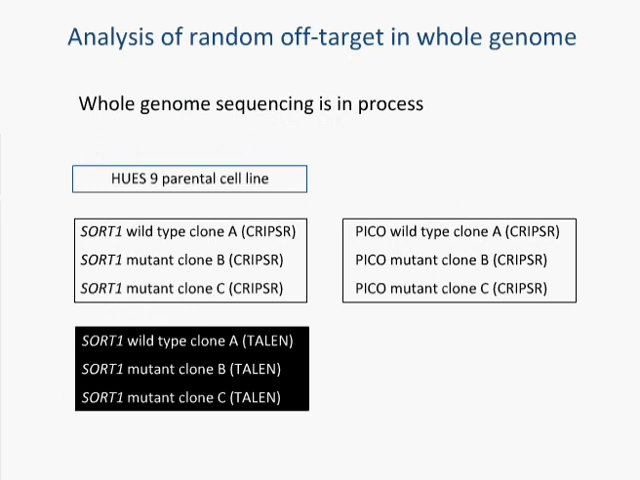 Analysis of random off-target in whole genome
Whole genome sequencing is in process
HUES 9 parental cell line
SORT1 wild type clone A (CRIPSR)
SORT1 mutant clone B (CRIPSR)
SORT1 mutant clone C (CRIPSR)
PICO wild type clone A (CRIPSR)
PICO mutant clone B (CRIPSR)
PICO mutant clone C (CRIPSR)
SORT1 wild type clone A (TALEN)
SORT1 mutant clone B (TALEN)
SORT1 mutant clone C (TALEN)